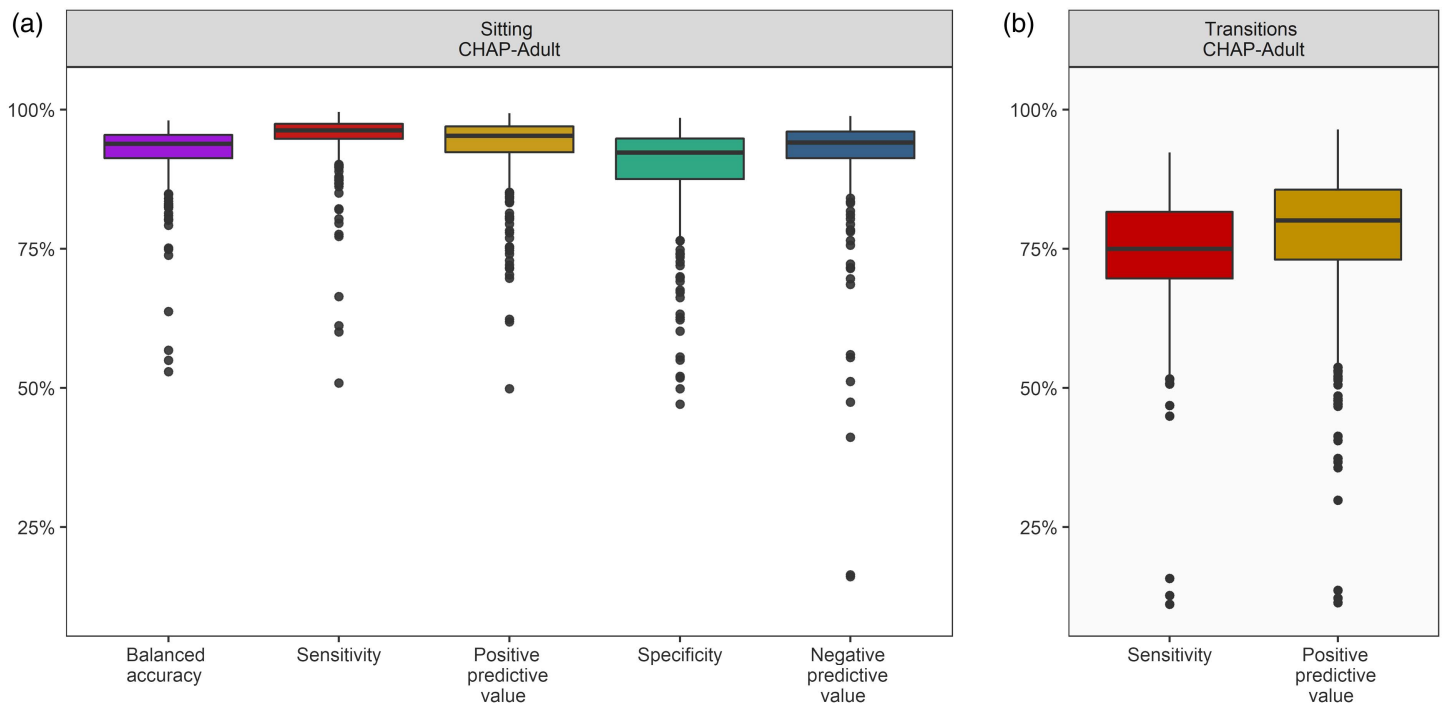 (a)
Sitting
CHAP-Adult
100%
75%
50%
25%
Balanced
accuracy
Sensitivity
Positive
predictive
value
Specificity
Negative
predictive
value
(b)
Transitions
CHAP-Adult
100%
75%
50%
25%
Sensitivity
Positive
predictive
value